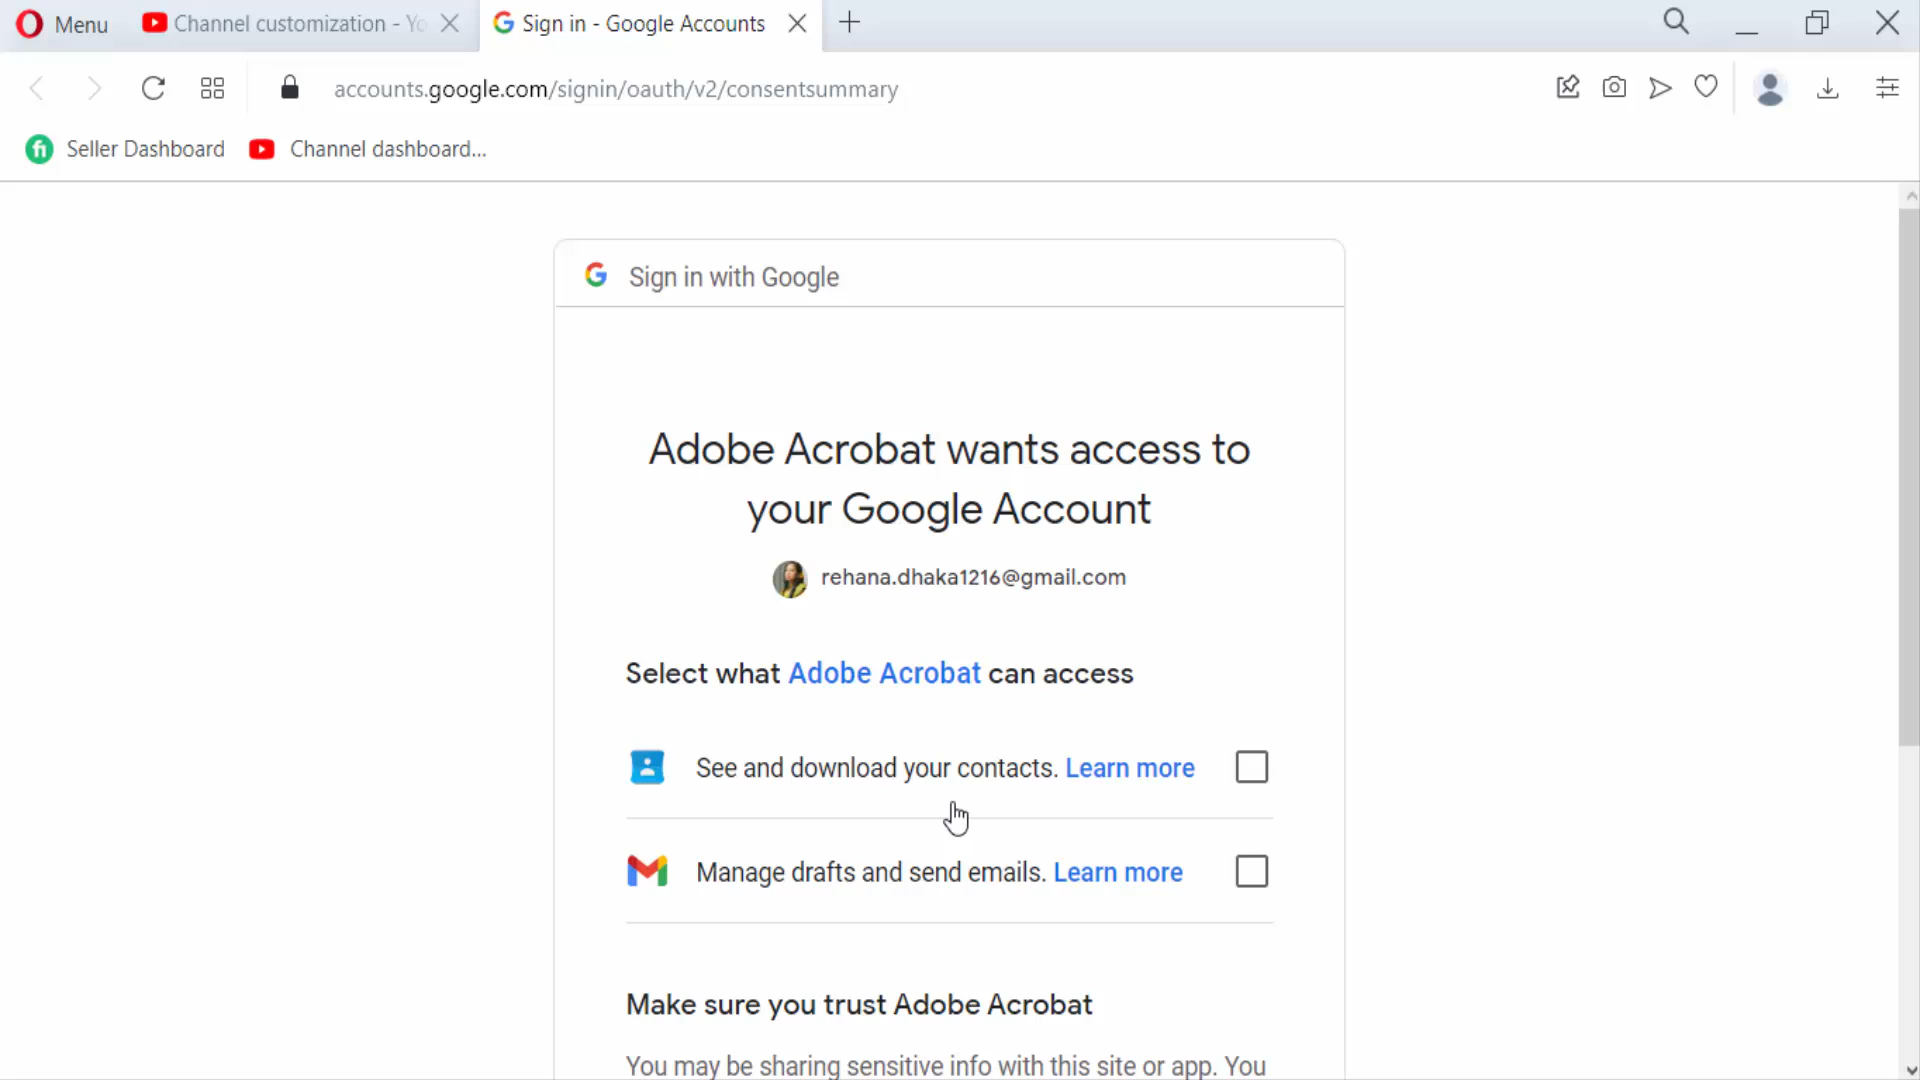 Menu
Channel customization - Yo
Sign in - Google Accounts
accounts.google.com/signin/oauth/v2/consentsummary
Seller Dashboard
Channel dashboard...
Sign in with Google
Adobe Acrobat wants access to
your Google Account
rehana.dhaka1216@gmail.com
Select what Adobe Acrobat can access
See and download your contacts. Learn more
Manage drafts and send emails. Learn more
Make sure you trust Adobe Acrobat
You may be sharing sensitive info with this site or app. You